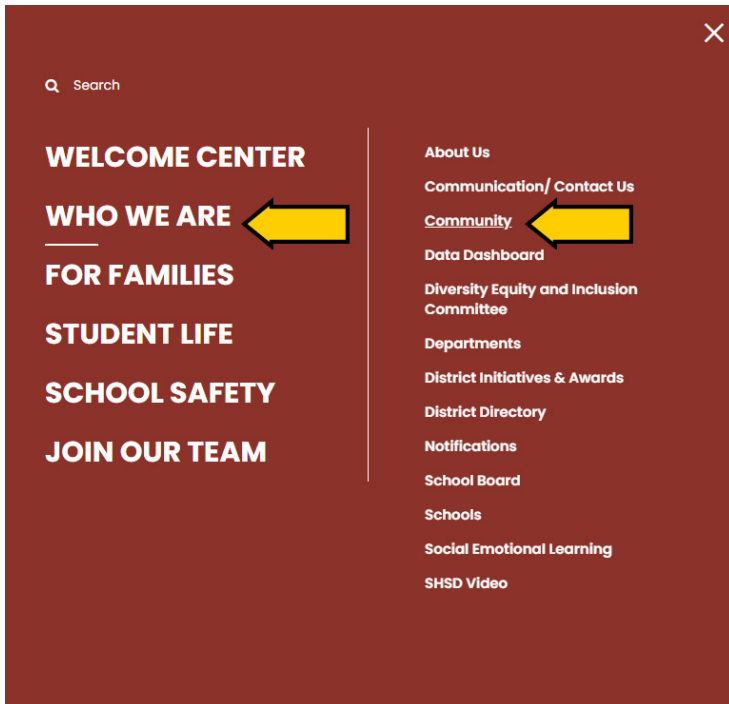 Search
WELCOME CENTER
WHO WE ARE
FOR FAMILIES
STUDENT LIFE
SCHOOL SAFETY
JOIN OUR TEAM
About Us
Communication/ Contact Us
Community
Data Dashboard
Diversity Equity and Inclusion
Committee
Departments
District Initiatives & Awards
District Directory
Notifications
School Board
Schools
Social Emotional Learning
SHSD Video